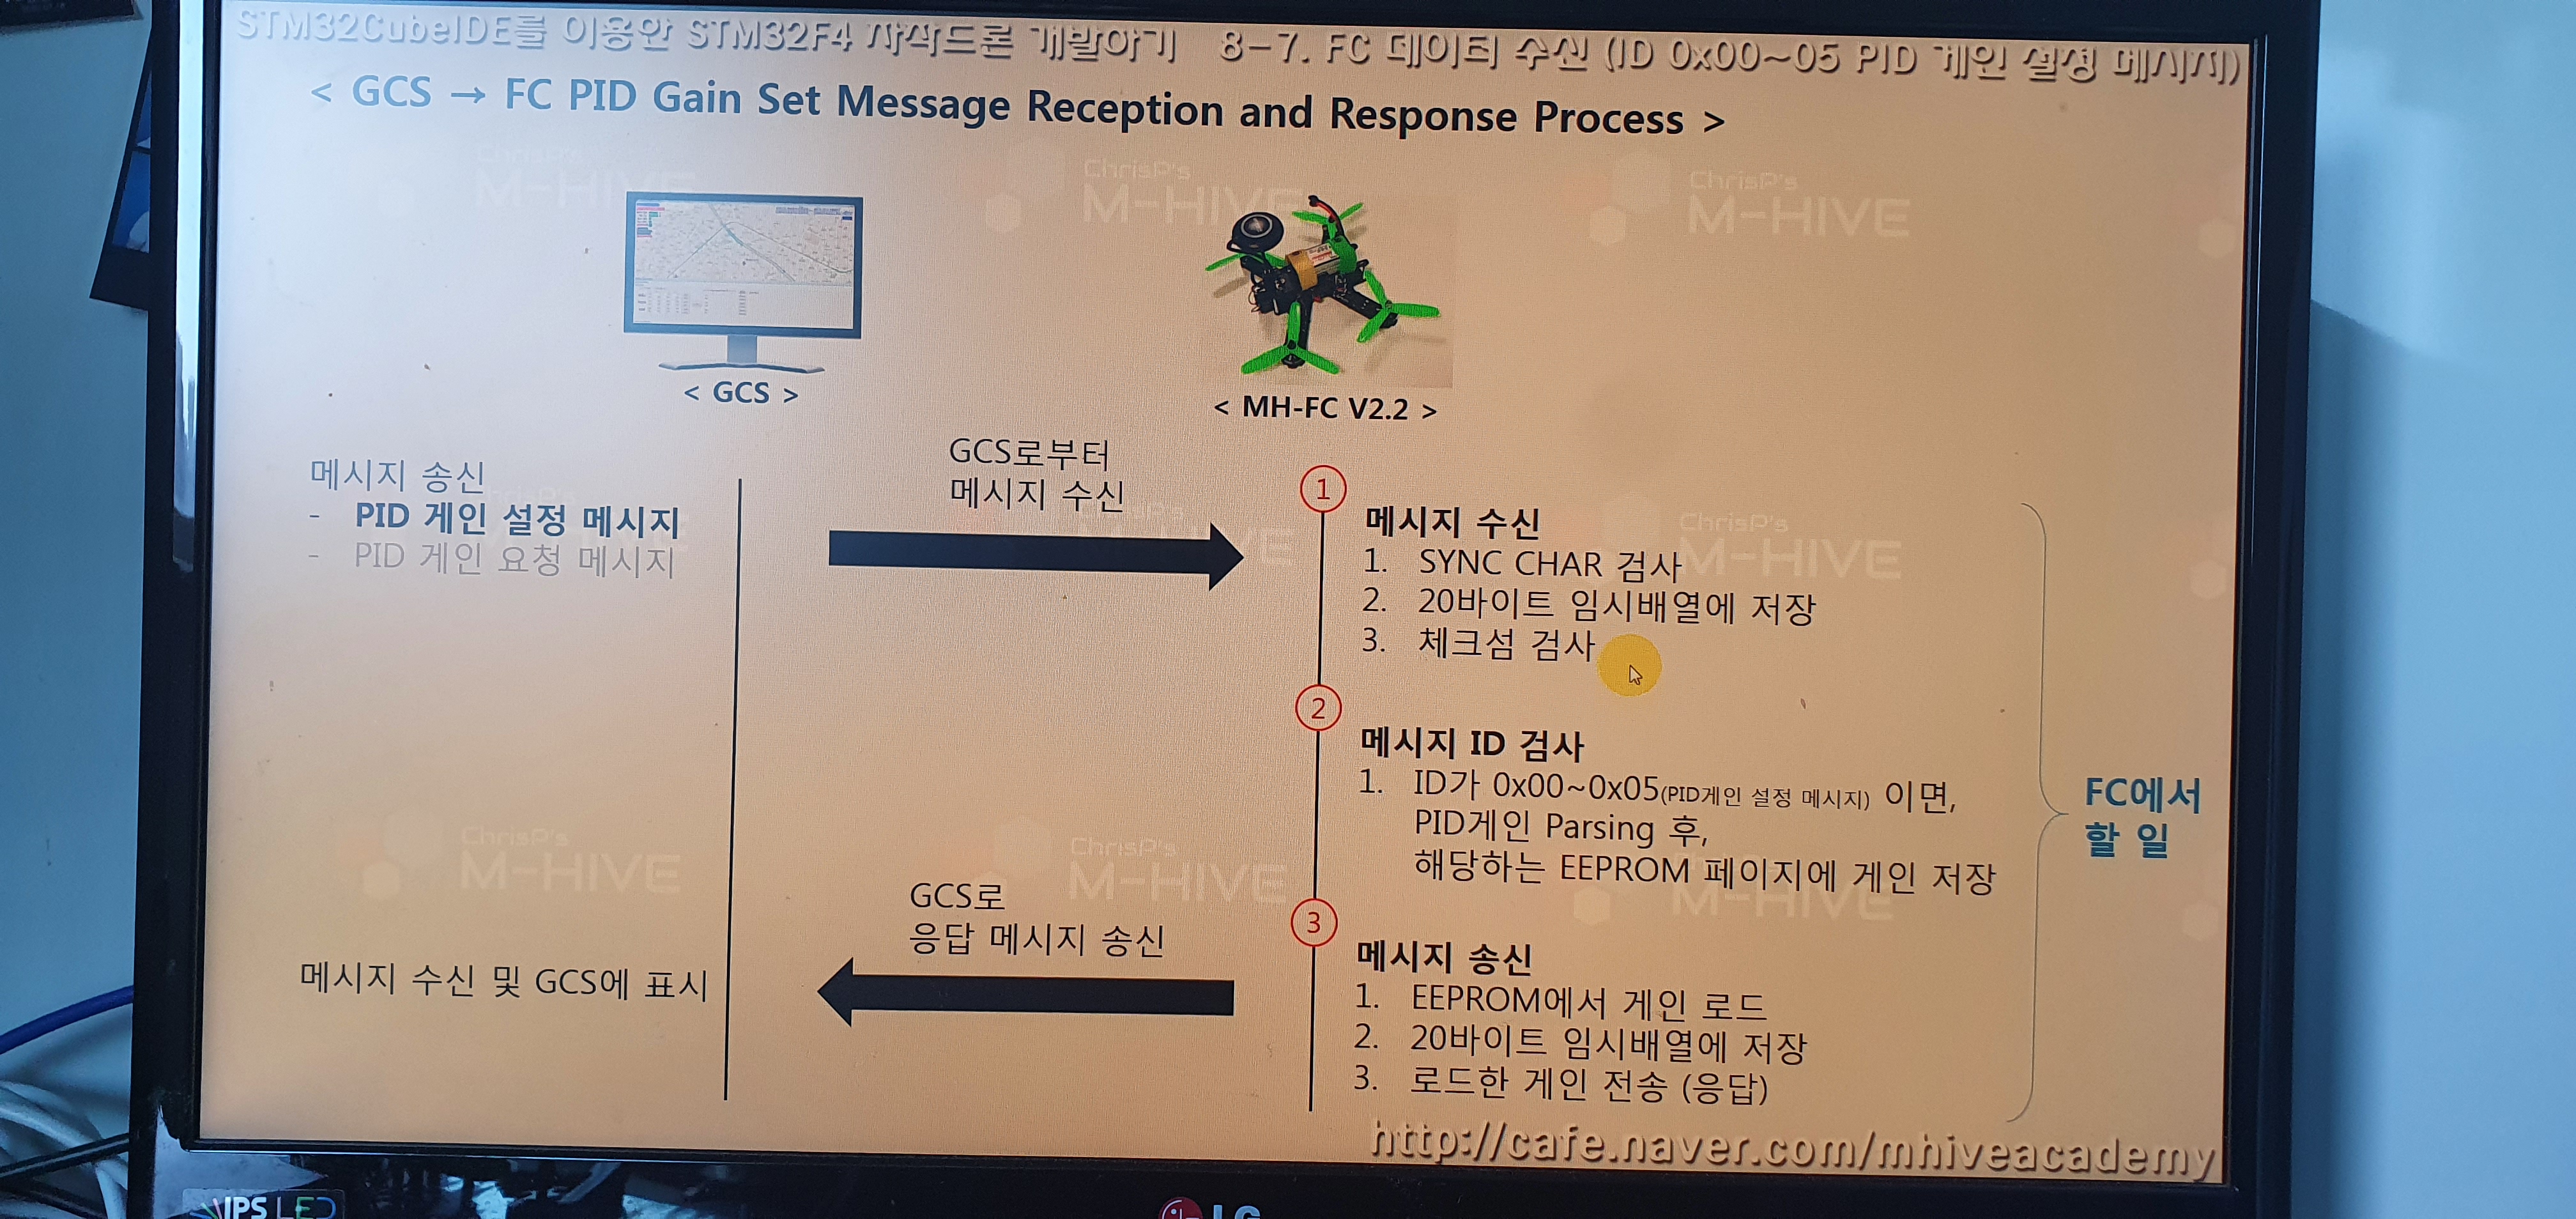 STM32CubeIDE를 이용한 STM32F4 자작드론 개발하기 8-7. FC 데이터 수신 (ID 0x00~05 PID 게인 설정 메시지)
< GCS → FC PID Gain Set Message Reception and Response Process >
ChrisP's
M-HIVE
ChrisP's
M-HIVE
ChrisP's
M-HIVE
< GCS >
< MH-FC V2.2 >
메시지 송신
- PID 게인 설정 메시지
- PID 게인 요청 메시지
GCS로부터
메시지 수신
1
메시지 수신
1. SYNC CHAR 검사
2. 20바이트 임시배열에 저장
3. 체크섬 검사
ChrisP's
M-HIVE
2
메시지 ID 검사
1. ID가 0x00~0x05(PID게인 설정 메시지) 이면,
PID게인 Parsing 후,
해당하는 EEPROM 페이지에 게인 저장
FC에서
할 일
ChrisP's
M-HIVE
ChrisP's
M-HIVE
M-HIVE
GCS로
응답 메시지 송신
메시지 수신 및 GCS에 표시
3
메시지 송신
1. EEPROM에서 게인 로드
2. 20바이트 임시배열에 저장
3. 로드한 게인 전송 (응답)
http://cafe.naver.com/mhiveacademy
IPS LED
LG